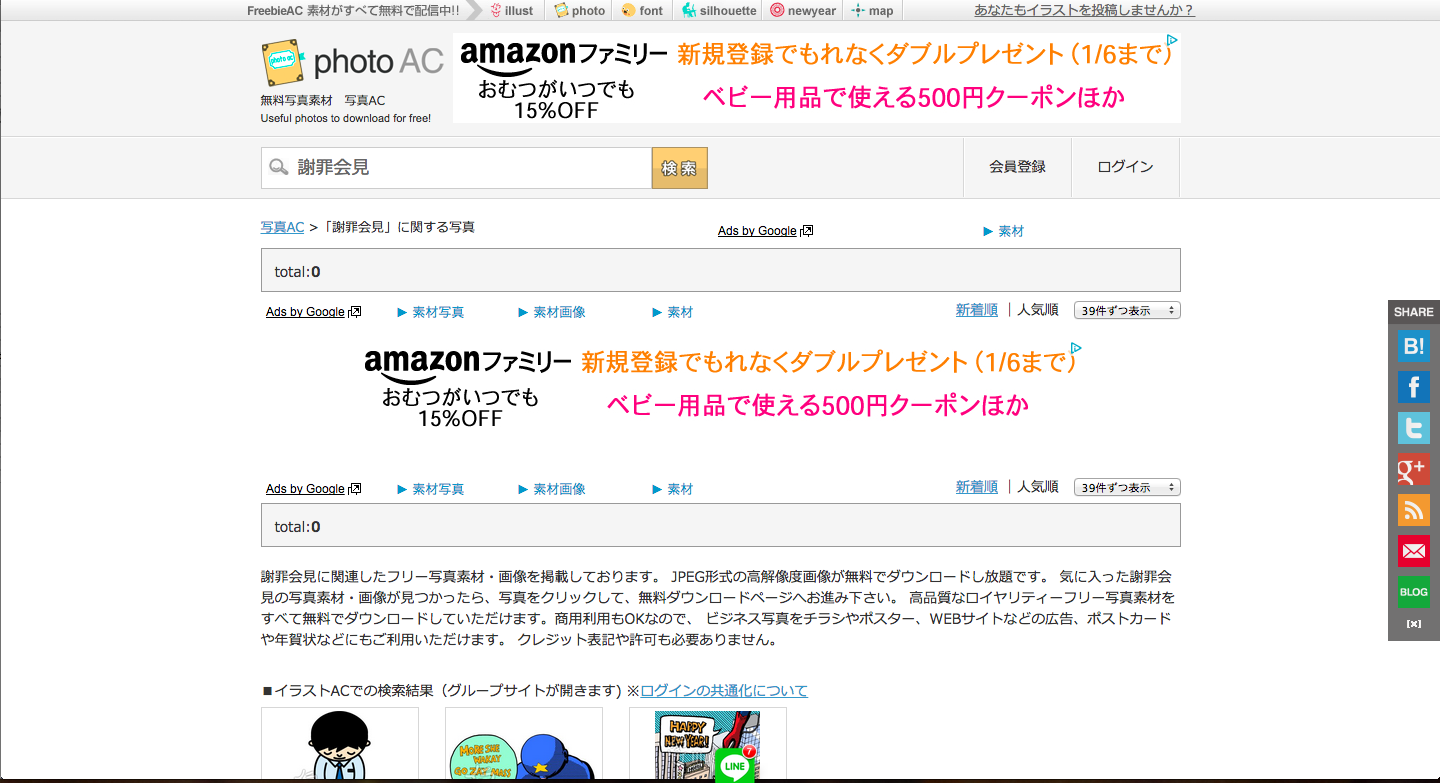 FreebieAC 素材がすべて無料で配信中!! illust photo font silhouette newyear map あなたもイラストを投稿しませんか?
photo ac
photo AC
無料写真素材 写真AC
Useful photos to download for free!
amazonファミリー 新規登録でもれなくダブルプレゼント(1/6まで)
おむつがいつでも
15%OFF
ベビー用品で使える500円クーポンほか
謝罪会見 検索 会員登録 ログイン
写真AC >「謝罪会見」に関する写真 Ads by Google ▶ 素材
total:0
Ads by Google ▶ 素材写真 ▶ 素材画像 ▶ 素材 新着順 | 人気順 39件ずつ表示
amazonファミリー 新規登録でもれなくダブルプレゼント(1/6まで)
おむつがいつでも
15%OFF
ベビー用品で使える500円クーポンほか
Ads by Google ▶ 素材写真 ▶ 素材画像 ▶ 素材 新着順 | 人気順 39件ずつ表示
total:0
謝罪会見に関連したフリー写真素材・画像を掲載しております。 JPEG形式の高解像度画像が無料でダウンロードし放題です。 気に入った謝罪会
見の写真素材・画像が見つかったら、写真をクリックして、無料ダウンロードページへお進み下さい。 高品質なロイヤリティーフリー写真素材を
すべて無料でダウンロードしていただけます。商用利用もOKなので、 ビジネス写真をチラシやポスター、WEBサイトなどの広告、ポストカード
や年賀状などにもご利用いただけます。 クレジット表記や許可も必要ありません。
■イラストACでの検索結果(グループサイトが開きます) ※ログインの共通化について
MORE SHE
WAKAY
GOZAIMASI
HAPPY
NEW YEAR!
7
LINE
SHARE
B!
f
t
g+
BLOG
[x]